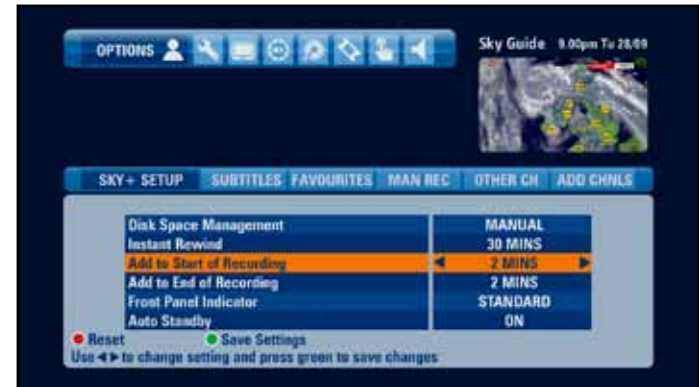 OPTIONS
Sky Guide 9.00pm Tu 28/09
SKY+ SETUP SUBTITLES FAVOURITES MAN REC OTHER CH ADD CHNLS
Disk Space Management MANUAL
Instant Rewind 30 MINS
Add to Start of Recording ◀ 2 MINS ▶
Add to End of Recording 2 MINS
Front Panel Indicator STANDARD
Auto Standby ON
Reset Save Settings
Use ◀ ▶ to change setting and press green to save changes